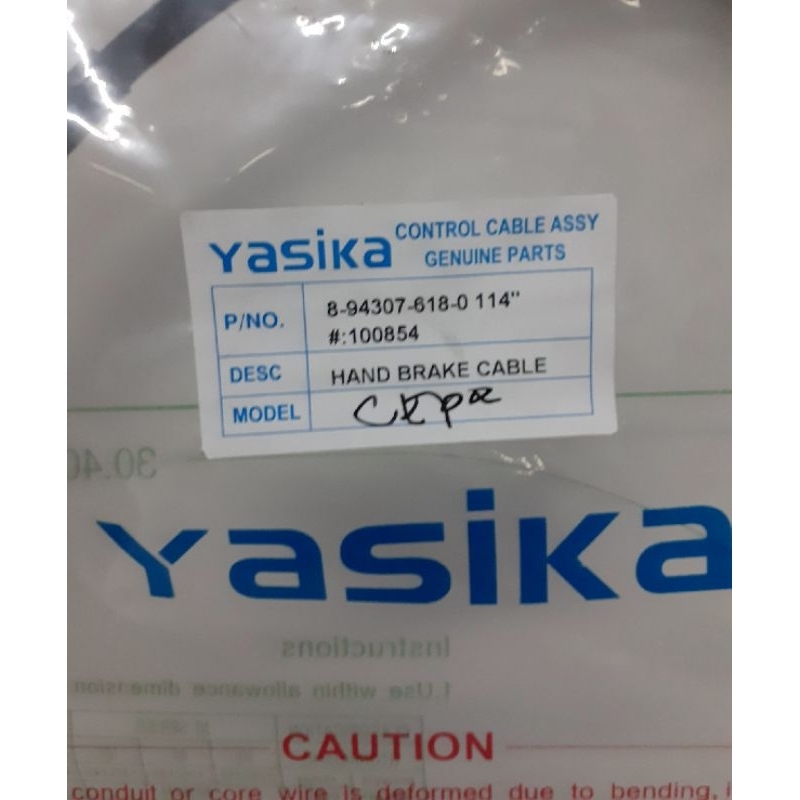 Yasika CONTROL CABLE ASSY
GENUINE PARTS
P/NO. 8-94307-618-0 114"
#:100854
DESC HAND BRAKE CABLE
MODEL
30.40
Yasika
Instructions
1.Use within allowance dimension
CAUTION
conduit or core wire is deformed due to bending,